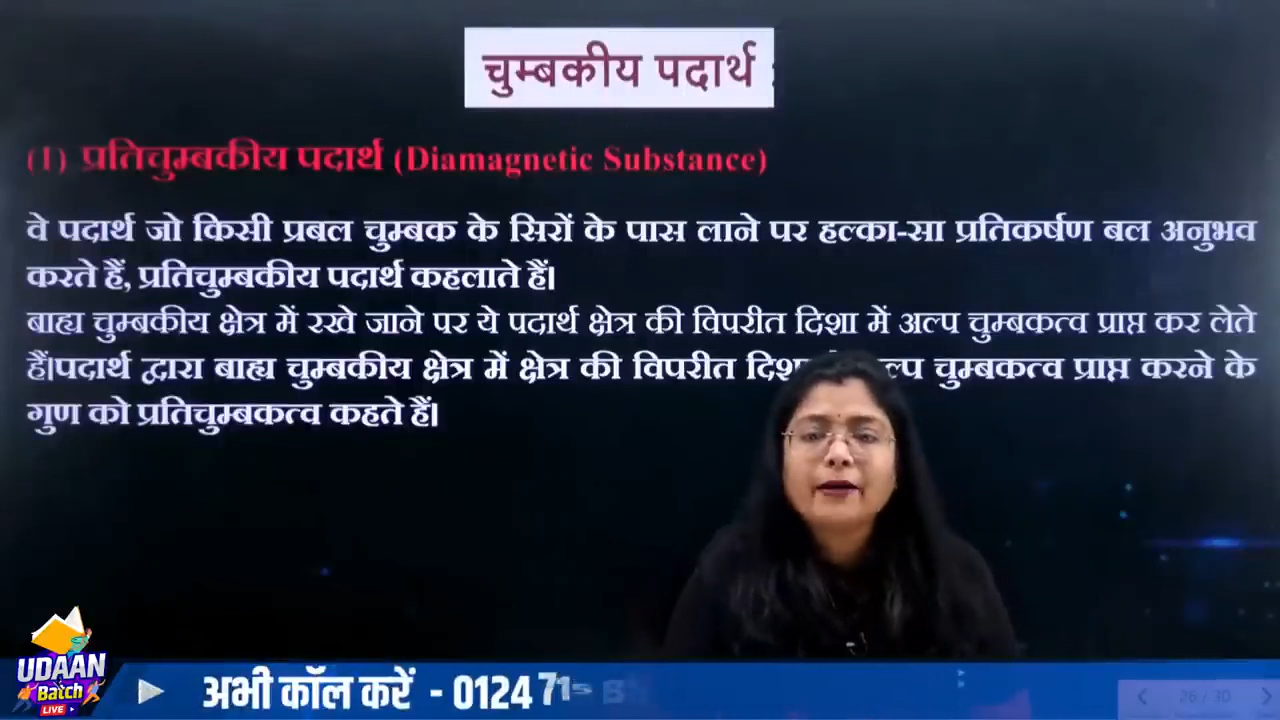 चुम्बकीय पदार्थ :
(1) प्रतिचुम्बकीय पदार्थ (Diamagnetic Substance)
वे पदार्थ जो किसी प्रबल चुम्बक के सिरों के पास लाने पर हल्का-सा प्रतिकर्षण बल अनुभव
करते हैं, प्रतिचुम्बकीय पदार्थ कहलाते हैं।
बाह्य चुम्बकीय क्षेत्र में रखे जाने पर ये पदार्थ क्षेत्र की विपरीत दिशा में अल्प चुम्बकत्व प्राप्त कर लेते
हैं।पदार्थ द्वारा बाह्य चुम्बकीय क्षेत्र में क्षेत्र की विपरीत चुम्बकत्व प्राप्त करने के
गुण को प्रतिचुम्बकत्व कहते हैं।
UDAAN
Batch
LIVE
अभी कॉल करें - 0124
26 / 30